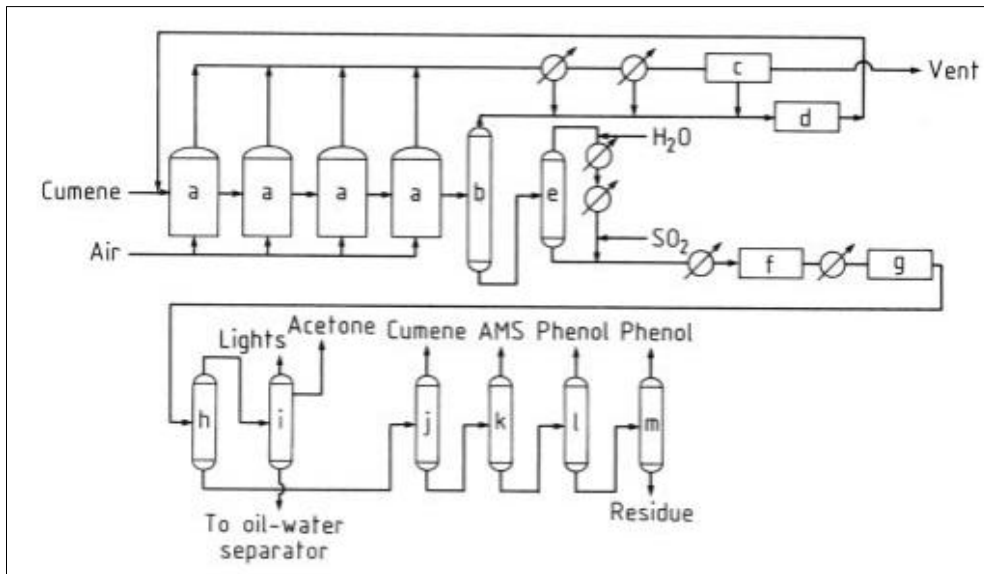 c
Vent
d
H₂O
Cumene
a
a
a
a
b
e
Air
SO₂
f
g
Lights
Acetone
Cumene AMS Phenol Phenol
h
i
j
k
l
m
To oil-water
separator
Residue